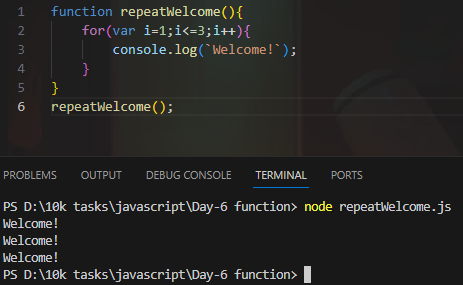 1 function repeatWelcome(){
2     for(var i=1;i<=3;i++){
3         console.log(`Welcome!`);
4     }
5 }
6 repeatWelcome();
PROBLEMS OUTPUT DEBUG CONSOLE TERMINAL PORTS
PS D:\10k tasks\javascript\Day-6 function> node repeatWelcome.js
Welcome!
Welcome!
Welcome!
PS D:\10k tasks\javascript\Day-6 function>